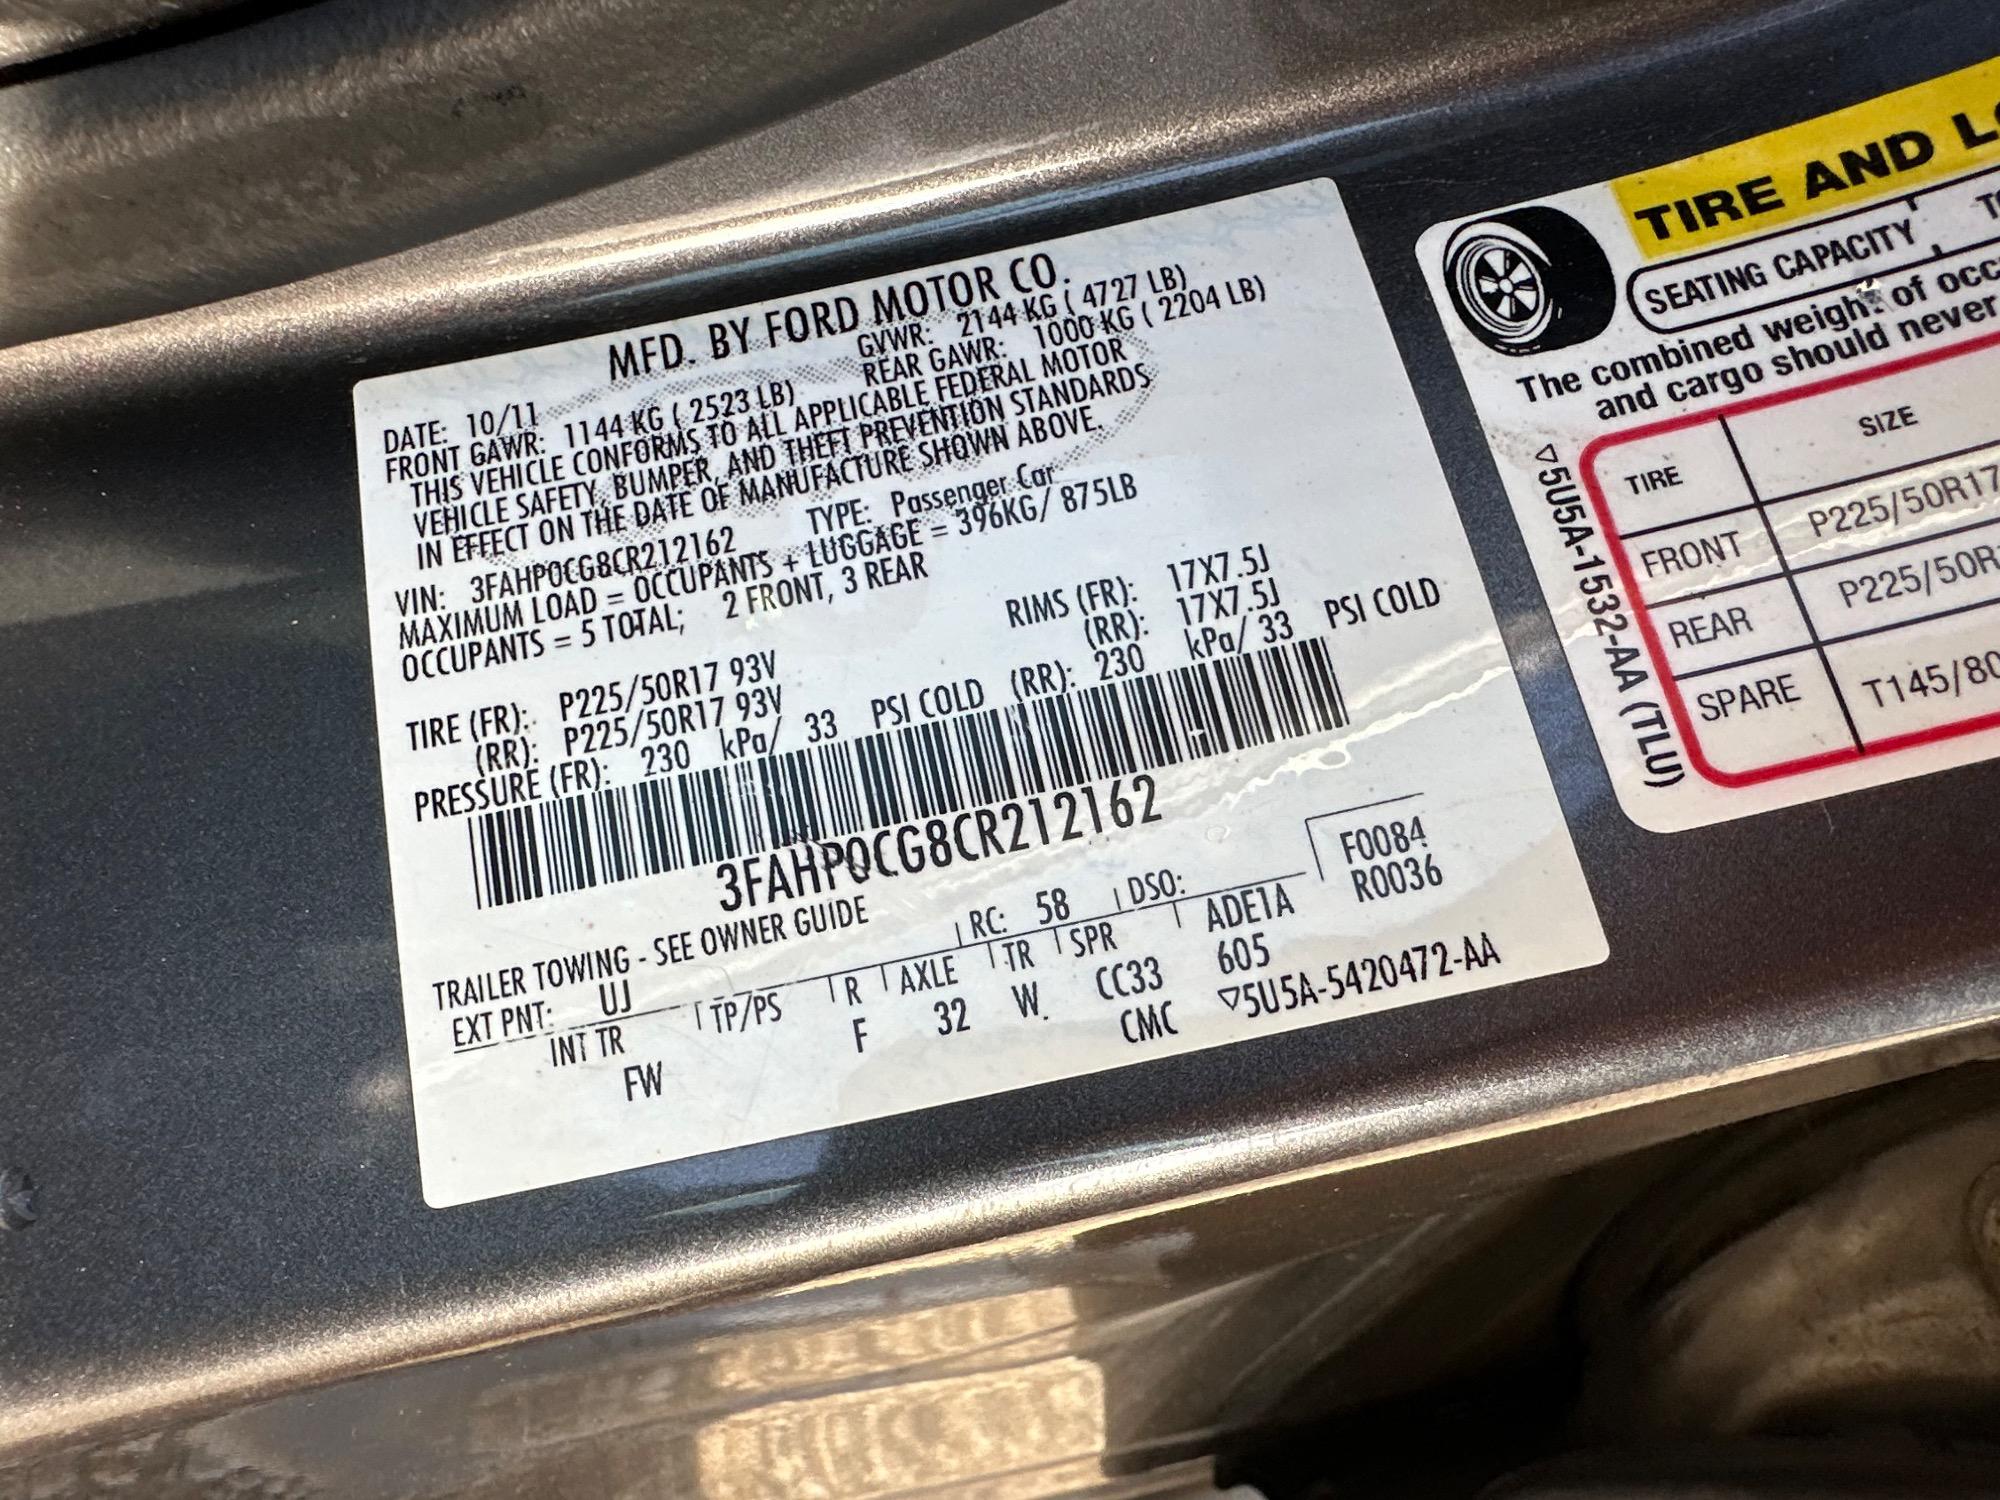 MFD. BY FORD MOTOR CO.
DATE: 10/11 GVWR: 2144 KG ( 4727 LB)
FRONT GAWR: 1144 KG ( 2523 LB) REAR GAWR: 1000 KG ( 2204 LB)
THIS VEHICLE CONFORMS TO ALL APPLICABLE FEDERAL MOTOR
VEHICLE SAFETY, BUMPER, AND THEFT PREVENTION STANDARDS
IN EFFECT ON THE DATE OF MANUFACTURE SHOWN ABOVE.
VIN: 3FAHP0CG8CR212162 TYPE: Passenger Car
MAXIMUM LOAD = OCCUPANTS + LUGGAGE = 396KG/ 875LB
OCCUPANTS = 5 TOTAL; 2 FRONT, 3 REAR
TIRE (FR): P225/50R17 93V RIMS (FR): 17X7.5J
(RR): P225/50R17 93V (RR): 17X7.5J
PRESSURE (FR): 230 kPa/ 33 PSI COLD (RR): 230 kPa/ 33 PSI COLD
3FAHP0CG8CR212162
TRAILER TOWING - SEE OWNER GUIDE
EXT PNT: UJ RC: 58 DSO: F0084
R0036
INT TR TP/PS R AXLE TR SPR ADE1A
FW F 32 W. CC33 605
CMC ▽5U5A-5420472-AA
TIRE AND
SEATING CAPACITY
The combined weight of occ
and cargo should never
TIRE SIZE
FRONT P225/50R17
REAR P225/50R
SPARE T145/80
▽5U5A-1532-AA (TLU)